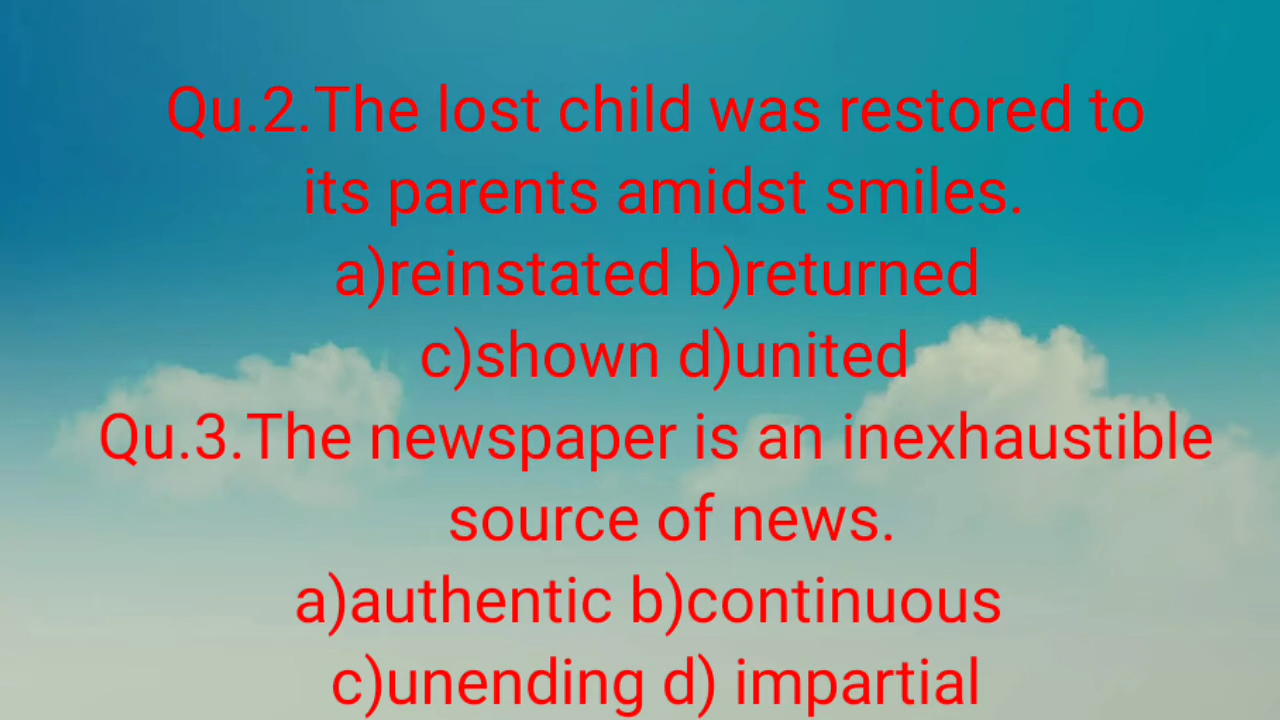 Qu.2.The lost child was restored to
its parents amidst smiles.
a)reinstated b)returned
c)shown d)united
Qu.3.The newspaper is an inexhaustible
source of news.
a)authentic b)continuous
c)unending d) impartial